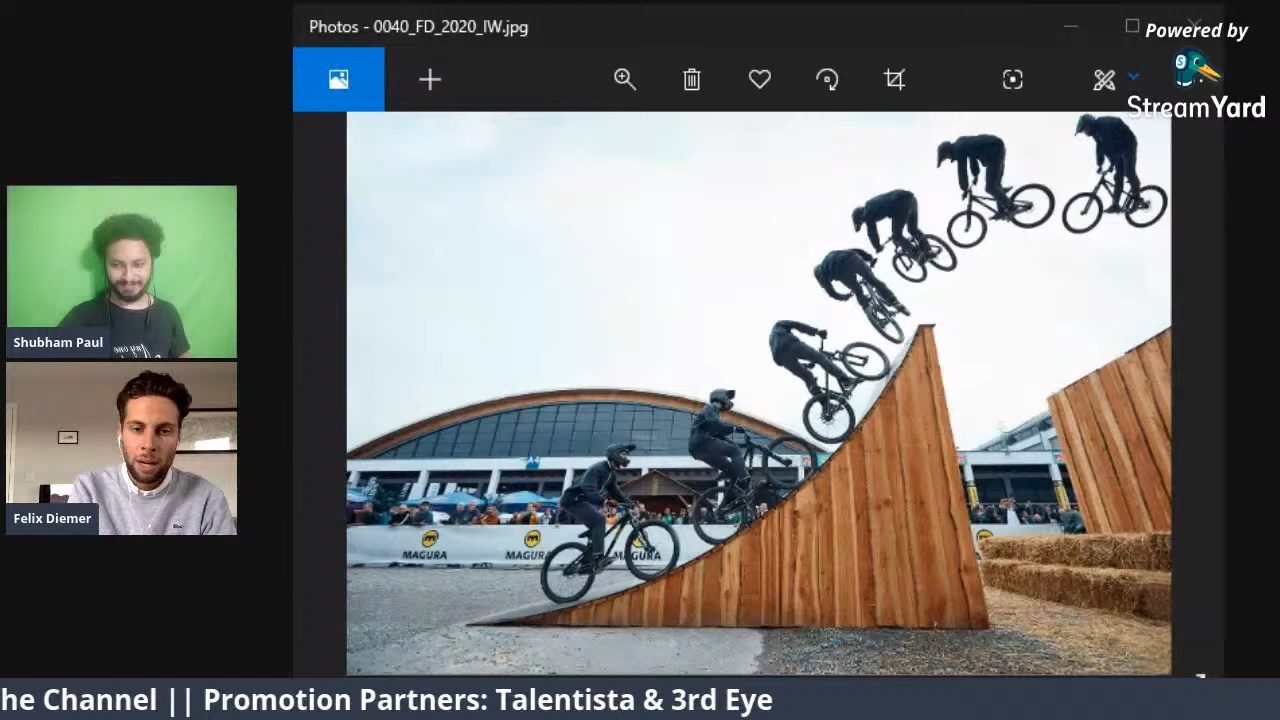 Photos - 0040_FD_2020_IW.jpg
Powered by
StreamYard
Shubham Paul
Felix Diemer
MAGURA
MAGURA
MAGURA
he Channel || Promotion Partners: Talentista & 3rd Eye